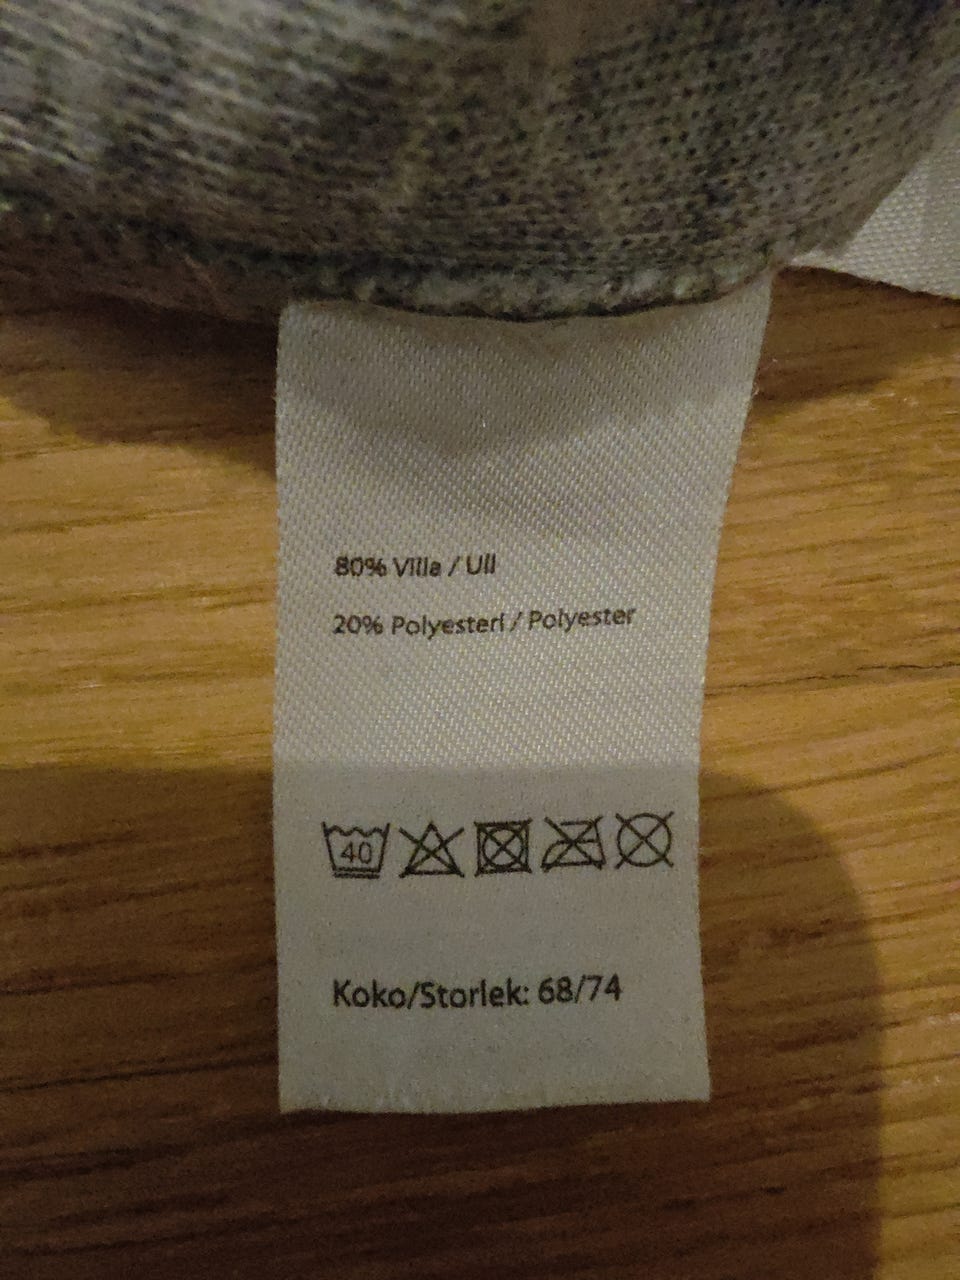 80% Villa / Ull
20% Polyesteri / Polyester
40
Koko/Storlek: 68/74